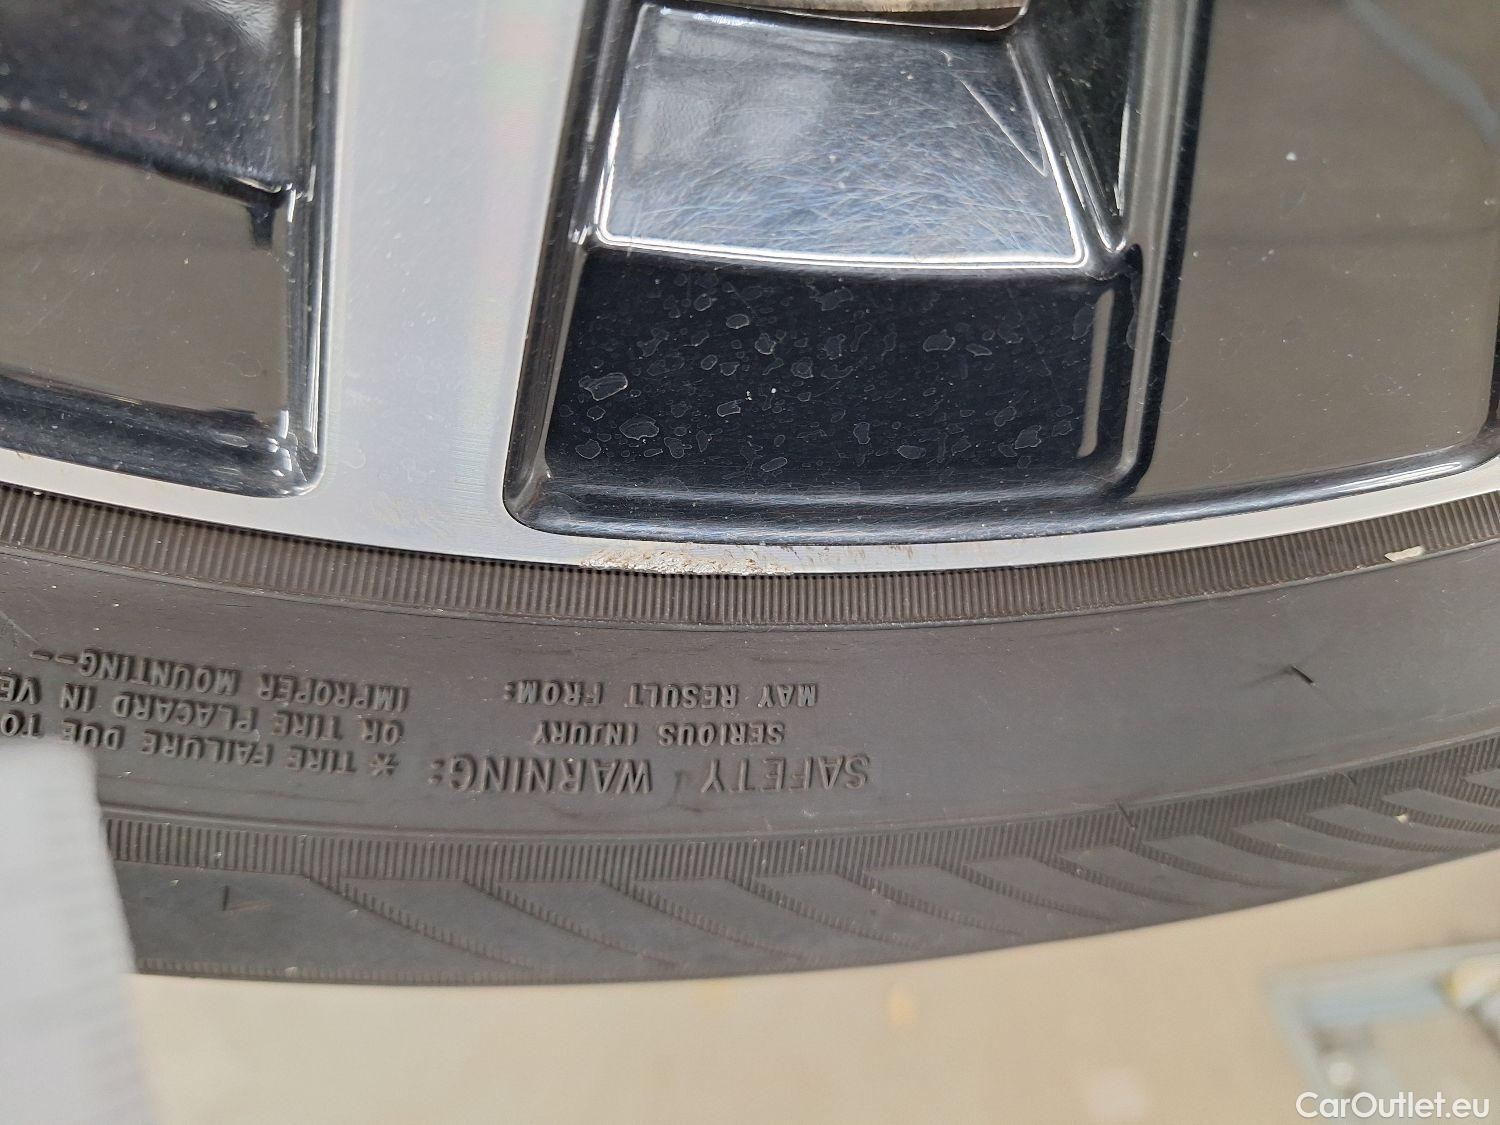 SAFETY WARNING:
SERIOUS INJURY
MAY RESULT FROM:
* TIRE FAILURE DUE TO
OR TIRE PLACARD IN VE
IMPROPER MOUNTING--
CarOutlet.eu